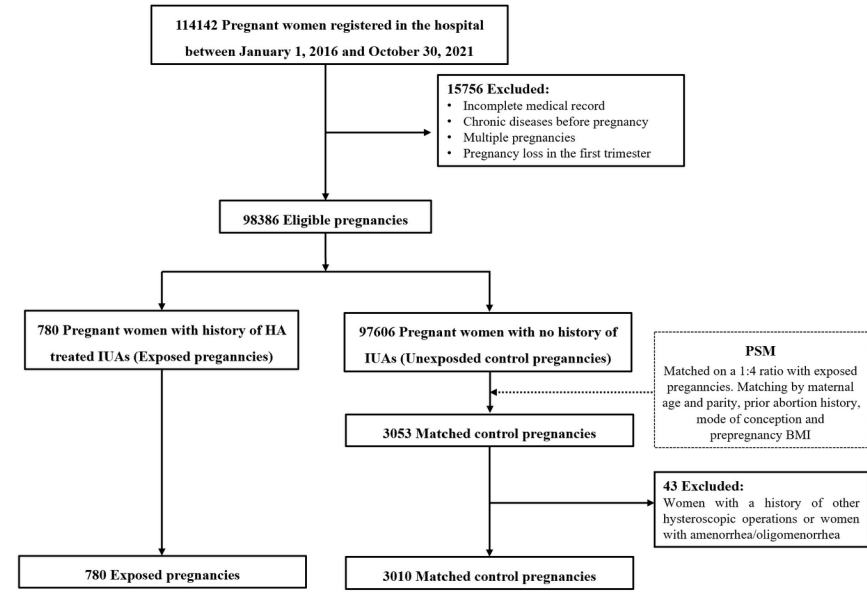 114142 Pregnant women registered in the hospital
between January 1, 2016 and October 30, 2021
15756 Excluded:
• Incomplete medical record
• Chronic diseases before pregnancy
• Multiple pregnancies
• Pregnancy loss in the first trimester
98386 Eligible pregnancies
780 Pregnant women with history of HA
treated IUAs (Exposed preganncies)
97606 Pregnant women with no history of
IUAs (Unexposded control preganncies)
PSM
Matched on a 1:4 ratio with exposed
preganncies. Matching by maternal
age and parity, prior abortion history,
mode of conception and
prepregnancy BMI
3053 Matched control pregnancies
43 Excluded:
Women with a history of other
hysteroscopic operations or women
with amenorrhea/oligomenorrhea
780 Exposed pregnancies
3010 Matched control pregnancies